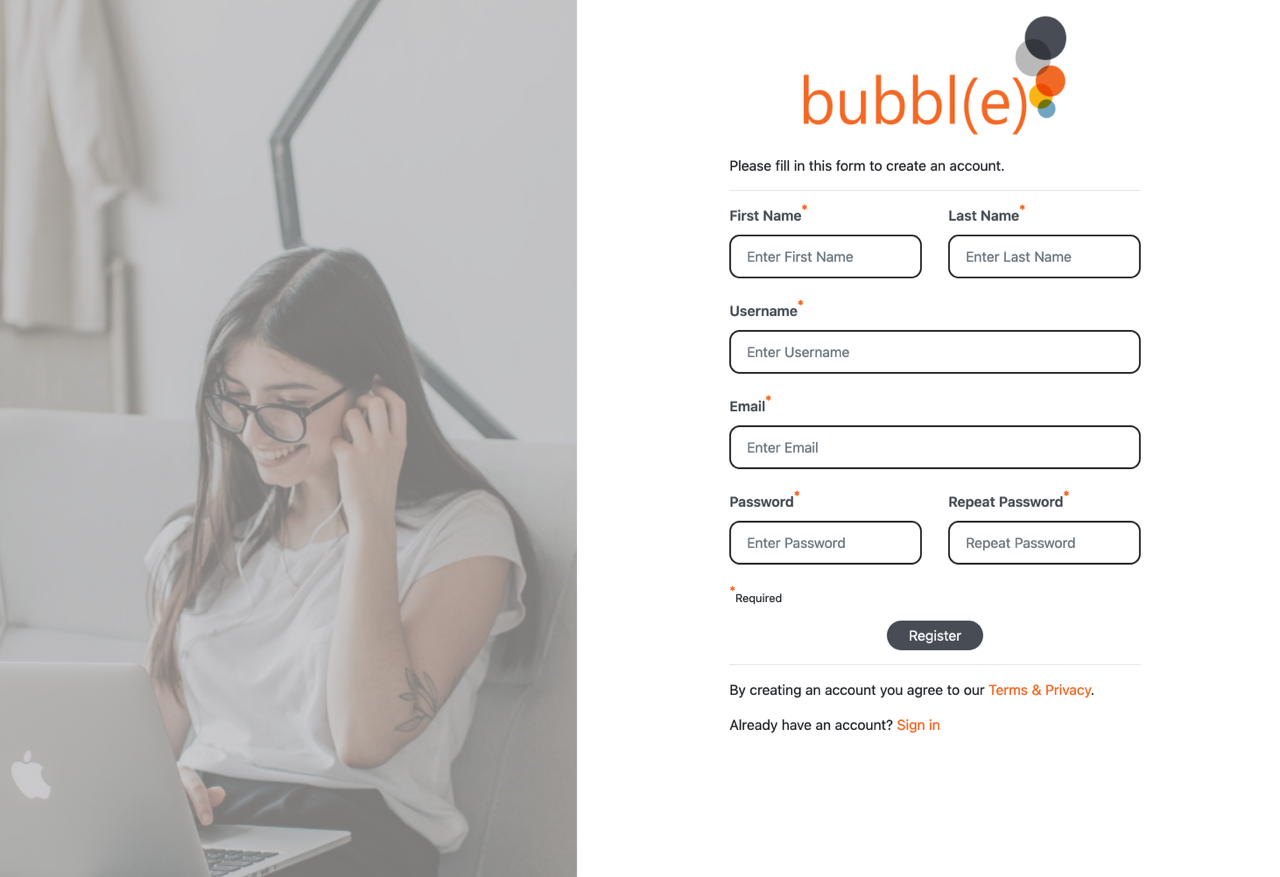 bubbl(e)
Please fill in this form to create an account.
First Name* Last Name*
Enter First Name Enter Last Name
Username*
Enter Username
Email*
Enter Email
Password* Repeat Password*
Enter Password Repeat Password
*Required
Register
By creating an account you agree to our Terms & Privacy.
Already have an account? Sign in